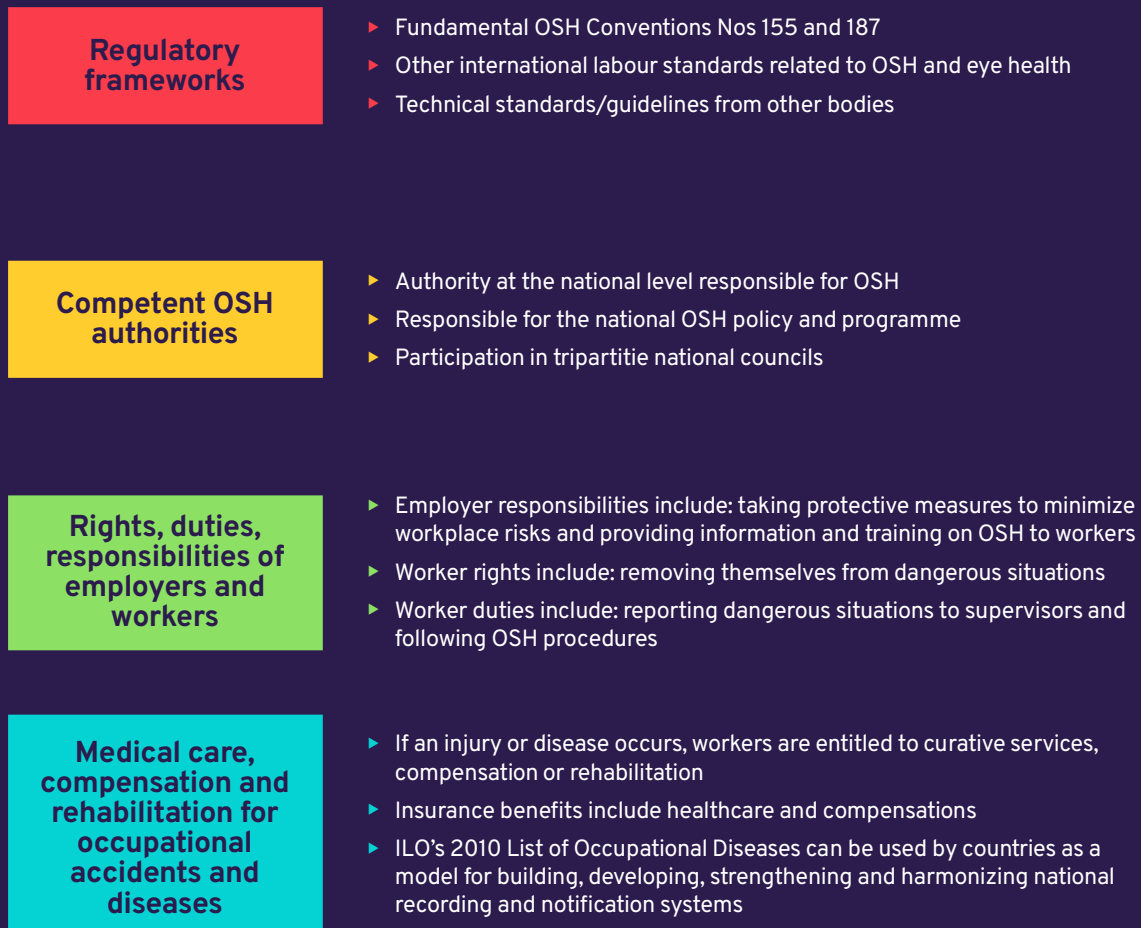 Regulatory
frameworks
▸ Fundamental OSH Conventions Nos 155 and 187
▸ Other international labour standards related to OSH and eye health
▸ Technical standards/guidelines from other bodies
Competent OSH
authorities
▸ Authority at the national level responsible for OSH
▸ Responsible for the national OSH policy and programme
▸ Participation in tripartitie national councils
Rights, duties,
responsibilities of
employers and
workers
▸ Employer responsibilities include: taking protective measures to minimize
workplace risks and providing information and training on OSH to workers
▸ Worker rights include: removing themselves from dangerous situations
▸ Worker duties include: reporting dangerous situations to supervisors and
following OSH procedures
Medical care,
compensation and
rehabilitation for
occupational
accidents and
diseases
▸ If an injury or disease occurs, workers are entitled to curative services,
compensation or rehabilitation
▸ Insurance benefits include healthcare and compensations
▸ ILO’s 2010 List of Occupational Diseases can be used by countries as a
model for building, developing, strengthening and harmonizing national
recording and notification systems